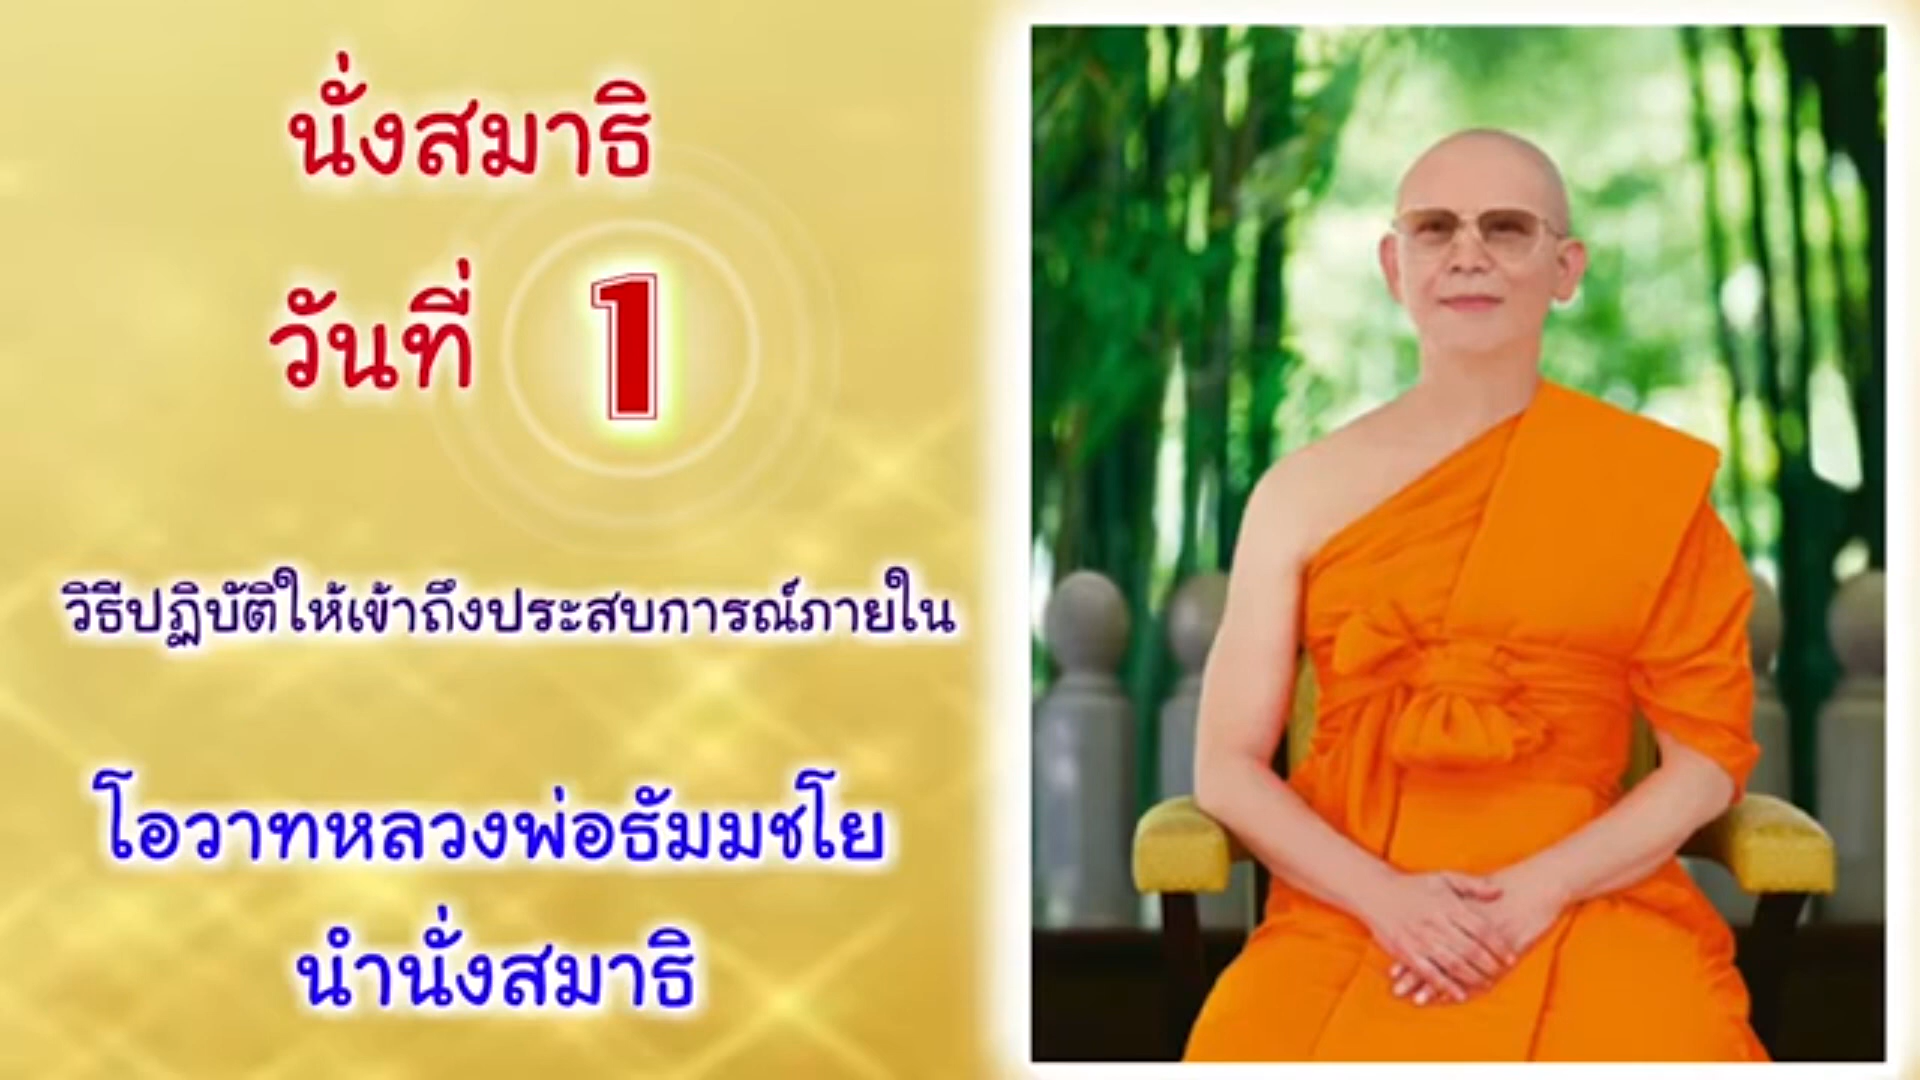 นั่งสมาธิ
วันที่ 1
วิธีปฏิบัติให้เข้าถึงประสบการณ์ภายใน
โอวาทหลวงพ่อธัมมชโย
นำนั่งสมาธิ